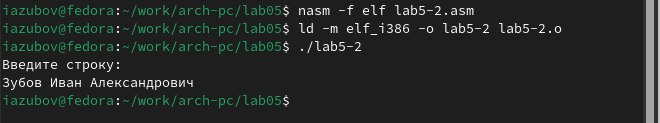 iazubov@fedora:~/work/arch-pc/lab05$ nasm -f elf lab5-2.asm
iazubov@fedora:~/work/arch-pc/lab05$ ld -m elf_i386 -o lab5-2 lab5-2.o
iazubov@fedora:~/work/arch-pc/lab05$ ./lab5-2
Введите строку:
Зубов Иван Александрович
iazubov@fedora:~/work/arch-pc/lab05$